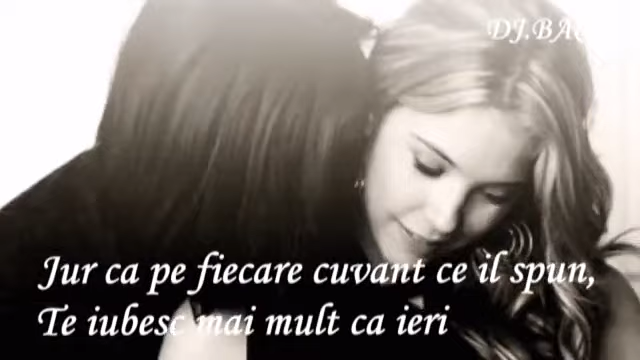 DJ.BA
Jur ca pe fiecare cuvant ce il spun,
Te iubesc mai mult ca ieri